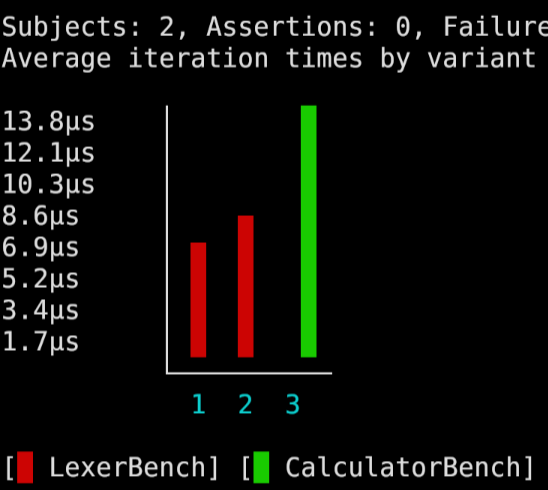 Subjects: 2, Assertions: 0, Failure
Average iteration times by variant
13.8μs
12.1μs
10.3μs
8.6μs
6.9μs
5.2μs
3.4μs
1.7μs
1 2 3
[ LexerBench] [ CalculatorBench]